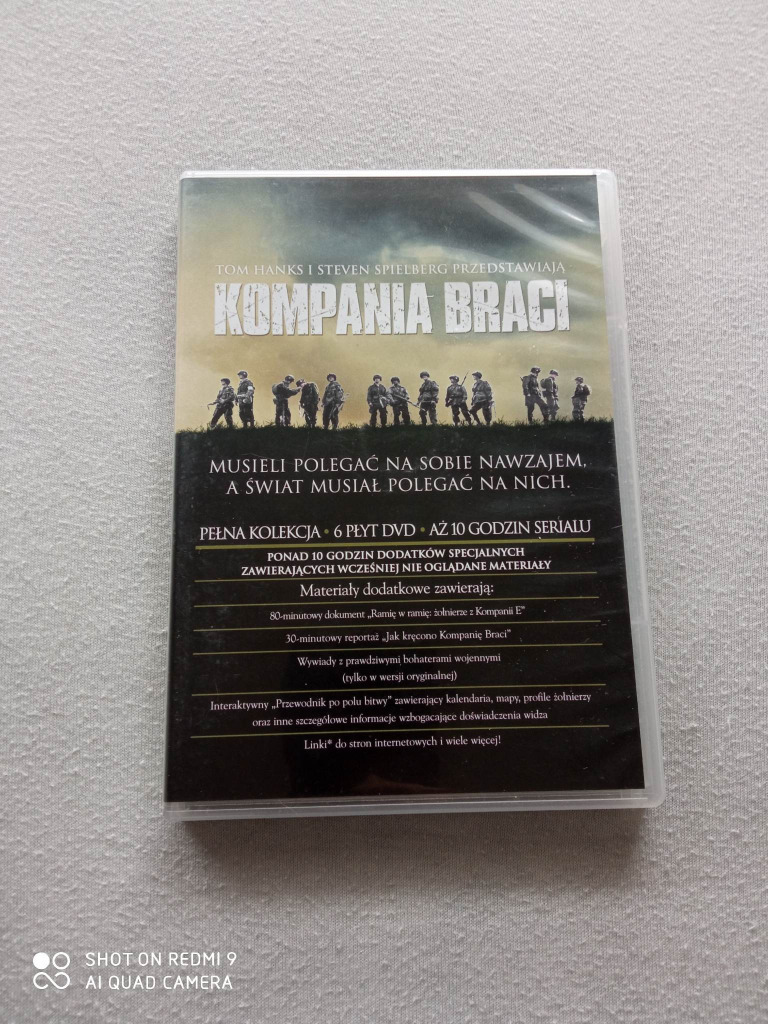 TOM HANKS I STEVEN SPIELBERG PRZEDSTAWIAJĄ
KOMPANIA BRACI
MUSIELI POLEGAĆ NA SOBIE NAWZAJEM,
A ŚWIAT MUSIAŁ POLEGAĆ NA NICH.
PEŁNA KOLEKCJA • 6 PŁYT DVD • AŻ 10 GODZIN SERIALU
PONAD 10 GODZIN DODATKÓW SPECJALNYCH
ZAWIERAJĄCYCH WCZEŚNIEJ NIE OGLĄDANE MATERIAŁY
Materiały dodatkowe zawierają:
80-minutowy dokument „Ramię w ramię: żołnierze z Kompanii E"
30-minutowy reportaż „Jak kręcono Kompanię Braci"
Wywiady z prawdziwymi bohaterami wojennymi
(tylko w wersji oryginalnej)
Interaktywny „Przewodnik po polu bitwy" zawierający kalendaria, mapy, profile żołnierzy
oraz inne szczegółowe informacje wzbogacające doświadczenia widza
Linki* do stron internetowych i wiele więcej!
SHOT ON REDMI 9
AI QUAD CAMERA